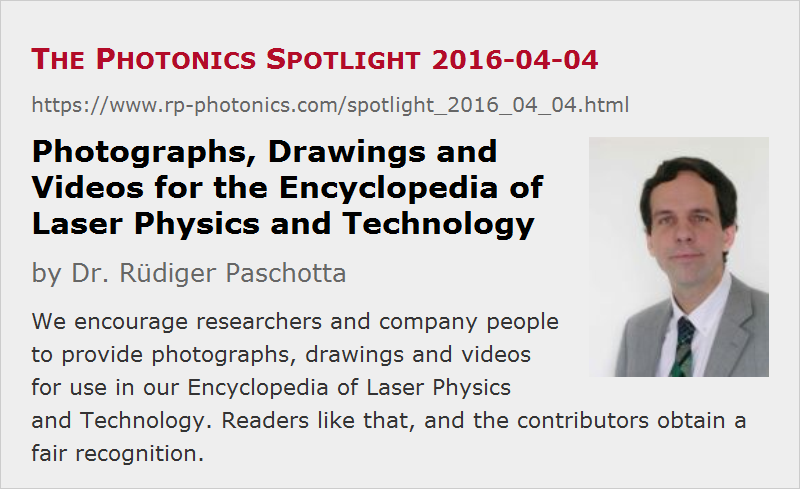 The Photonics Spotlight 2016-04-04
https://www.rp-photonics.com/spotlight_2016_04_04.html
Photographs, Drawings and
Videos for the Encyclopedia of
Laser Physics and Technology
by Dr. Rüdiger Paschotta
We encourage researchers and company people
to provide photographs, drawings and videos
for use in our Encyclopedia of Laser Physics
and Technology. Readers like that, and the contributors obtain a
fair recognition.